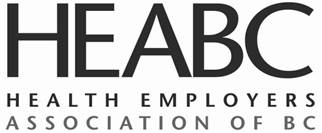 HEABC
HEALTH EMPLOYERS
ASSOCIATION OF BC